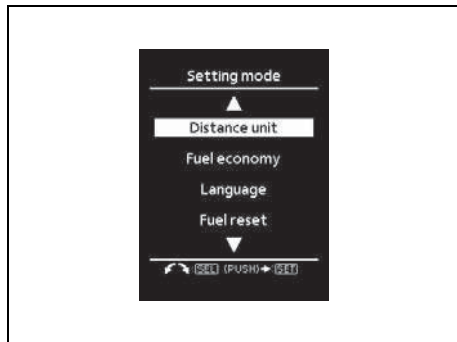 Setting mode
Distance unit
Fuel economy
Language
Fuel reset
SEL (PUSH) SET